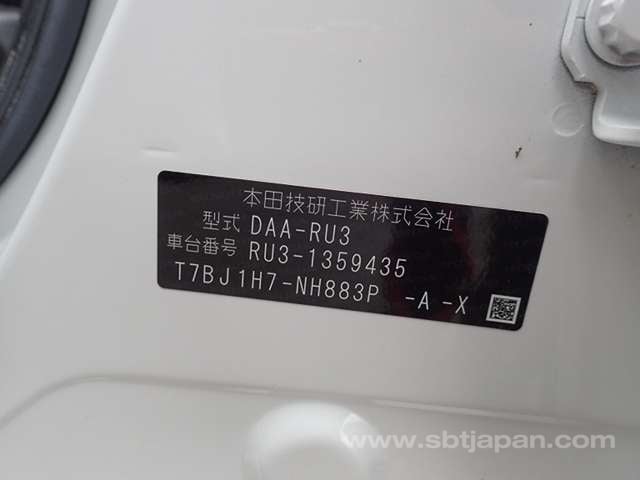 本田技研工業株式会社
型式 DAA-RU3
車台番号 RU3-1359435
T7BJ1H7-NH883P -A -X
www.sbtjapan.com